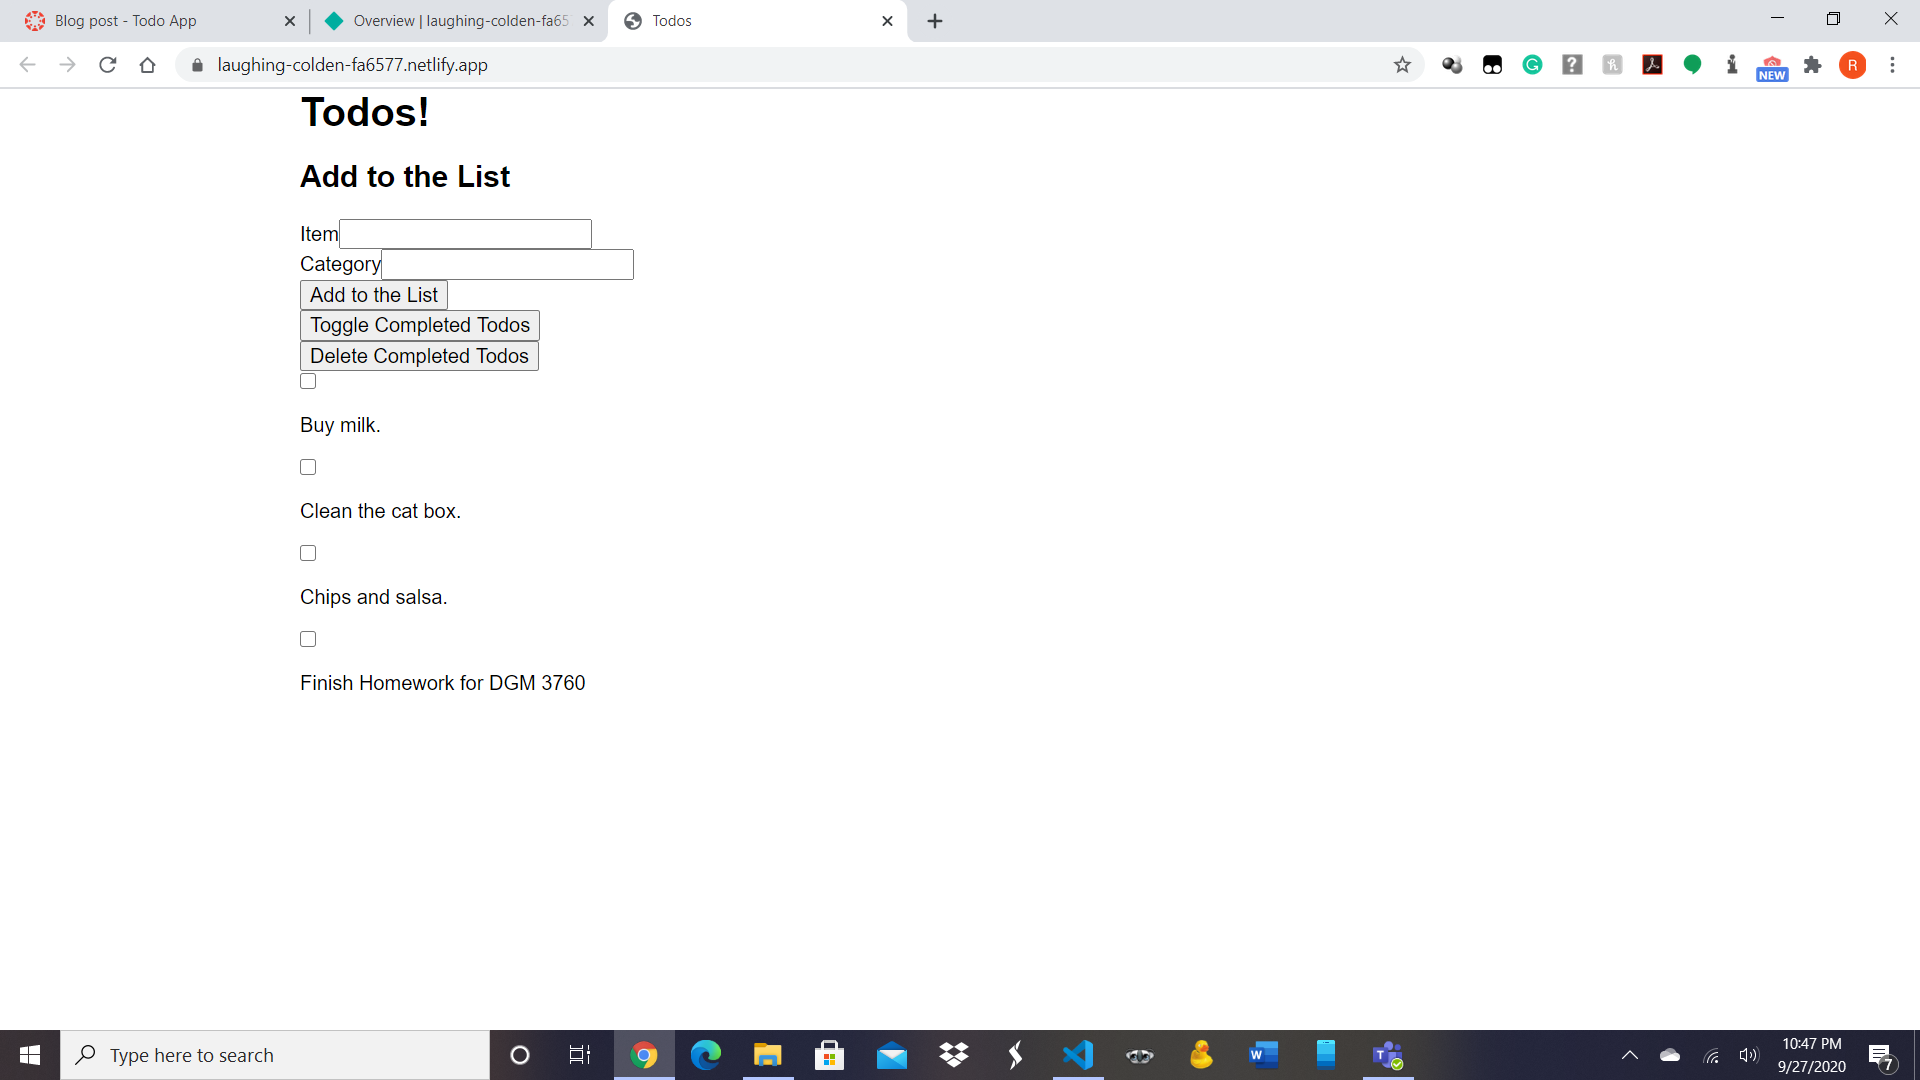 Blog post - Todo App
Overview | laughing-colden-fa65
Todos
laughing-colden-fa6577.netlify.app
NEW
R
Todos!
Add to the List
Item
Category
Add to the List
Toggle Completed Todos
Delete Completed Todos
Buy milk.
Clean the cat box.
Chips and salsa.
Finish Homework for DGM 3760
Type here to search
10:47 PM
9/27/2020
7